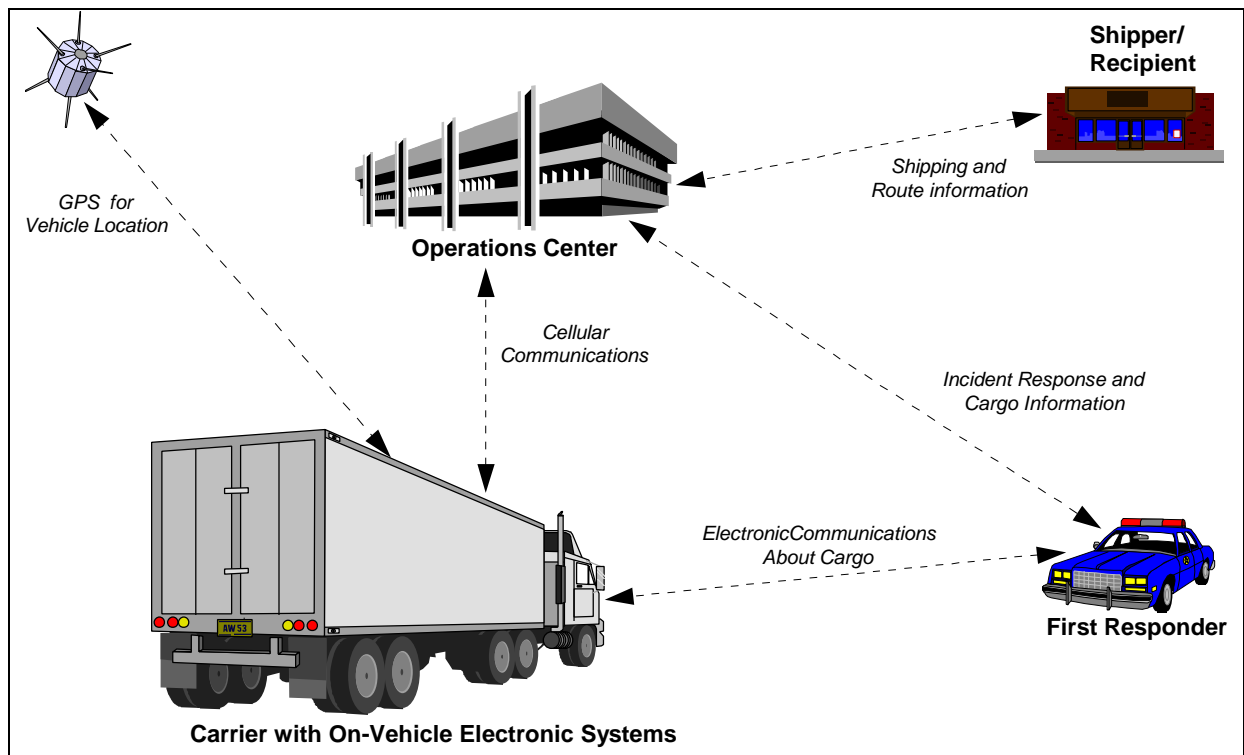 Shipper/
Recipient
Shipping and
Route information
GPS for
Vehicle Location
Operations Center
Cellular
Communications
Incident Response and
Cargo Information
ElectronicCommunications
About Cargo
First Responder
AW 53
Carrier with On-Vehicle Electronic Systems